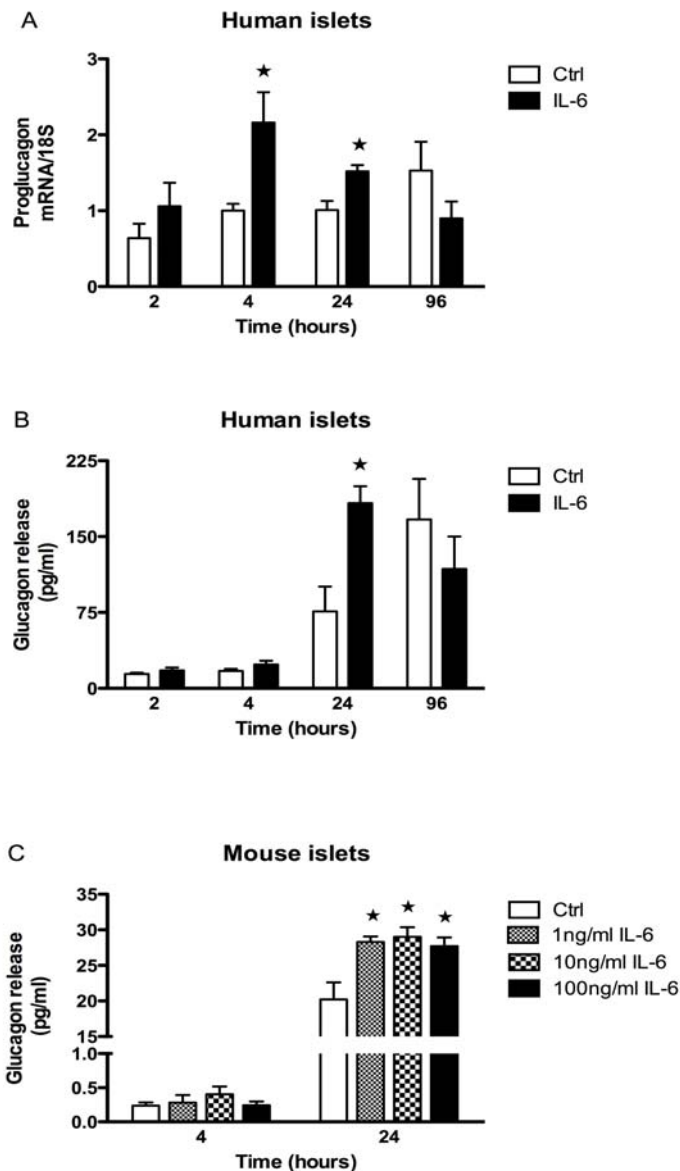 A
Human islets
Proglucagon
mRNA/18S
3
2
1
0
★
★
2 4 24 96
Time (hours)
Ctrl
IL-6
B
Human islets
Glucagon release
(pg/ml)
225
150
75
0
★
2 4 24 96
Time (hours)
Ctrl
IL-6
C
Mouse islets
Glucagon release
(pg/ml)
35
30
25
20
15
1.0
0.5
0.0
★ ★ ★
4 24
Time (hours)
Ctrl
1ng/ml IL-6
10ng/ml IL-6
100ng/ml IL-6